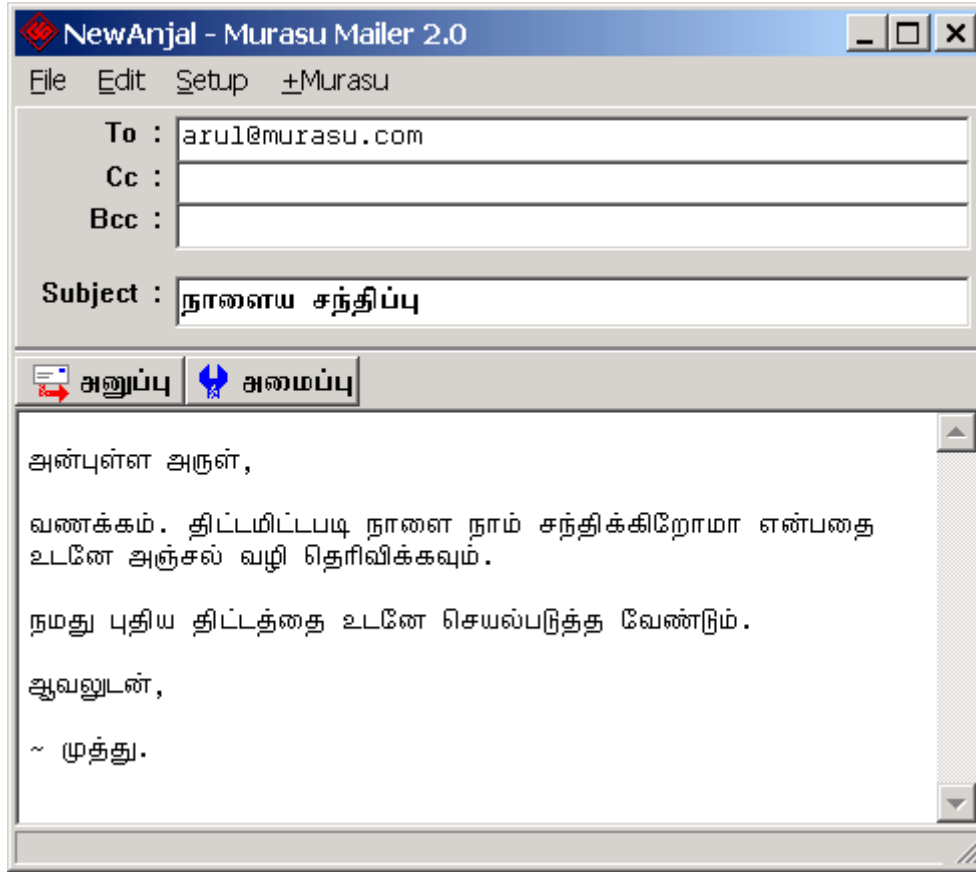 NewAnjal - Murasu Mailer 2.0
File Edit Setup +Murasu
To : arul@murasu.com
Cc :
Bcc :
Subject : நாளைய சந்திப்பு
அனுப்பு அமைப்பு
அன்புள்ள அருள்,
வணக்கம். திட்டமிட்டபடி நாளை நாம் சந்திக்கிறோமா என்பதை
உடனே அஞ்சல் வழி தெரிவிக்கவும்.
நமது புதிய திட்டத்தை உடனே செயல்படுத்த வேண்டும்.
ஆவலுடன்,
~ முத்து.